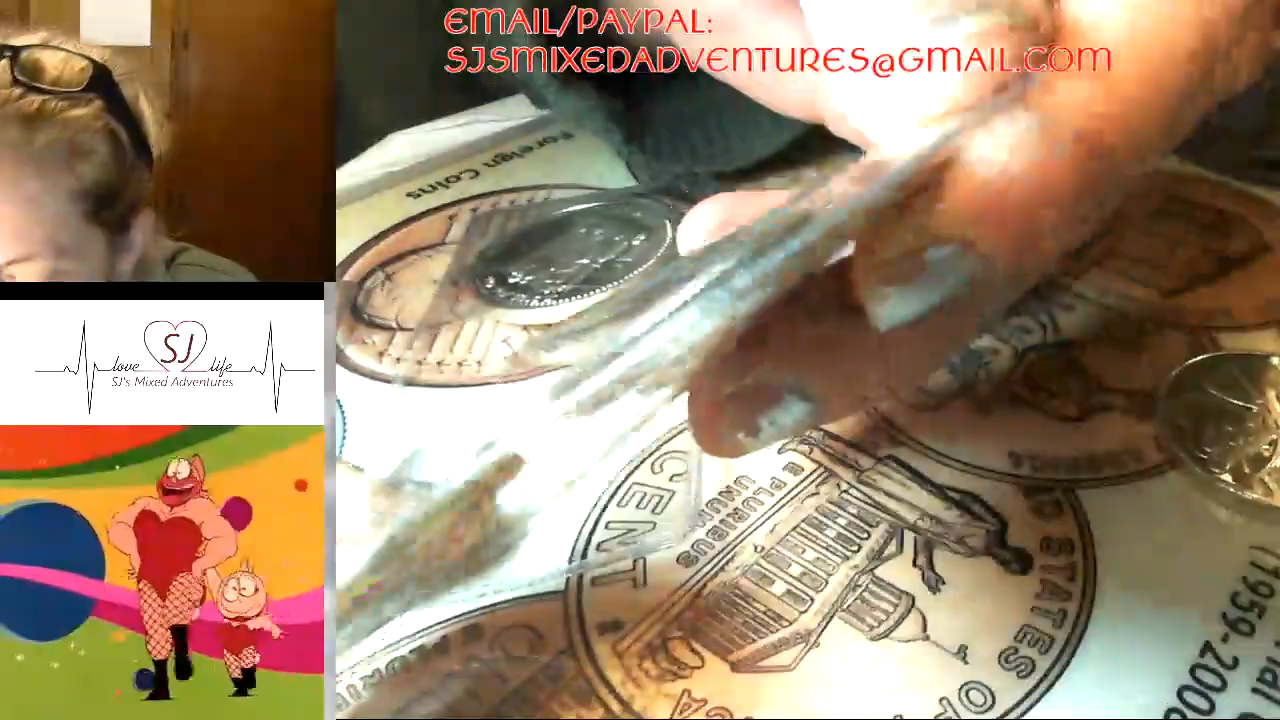 EMAIL/PAYPAL:
SJSMIXEDADVENTURES@GMAIL.COM
Foreign Coins
SJ
love life
SJ's Mixed Adventures
CENT
E PLURIBUS
UNUM
D STATES OF
(1959-2008